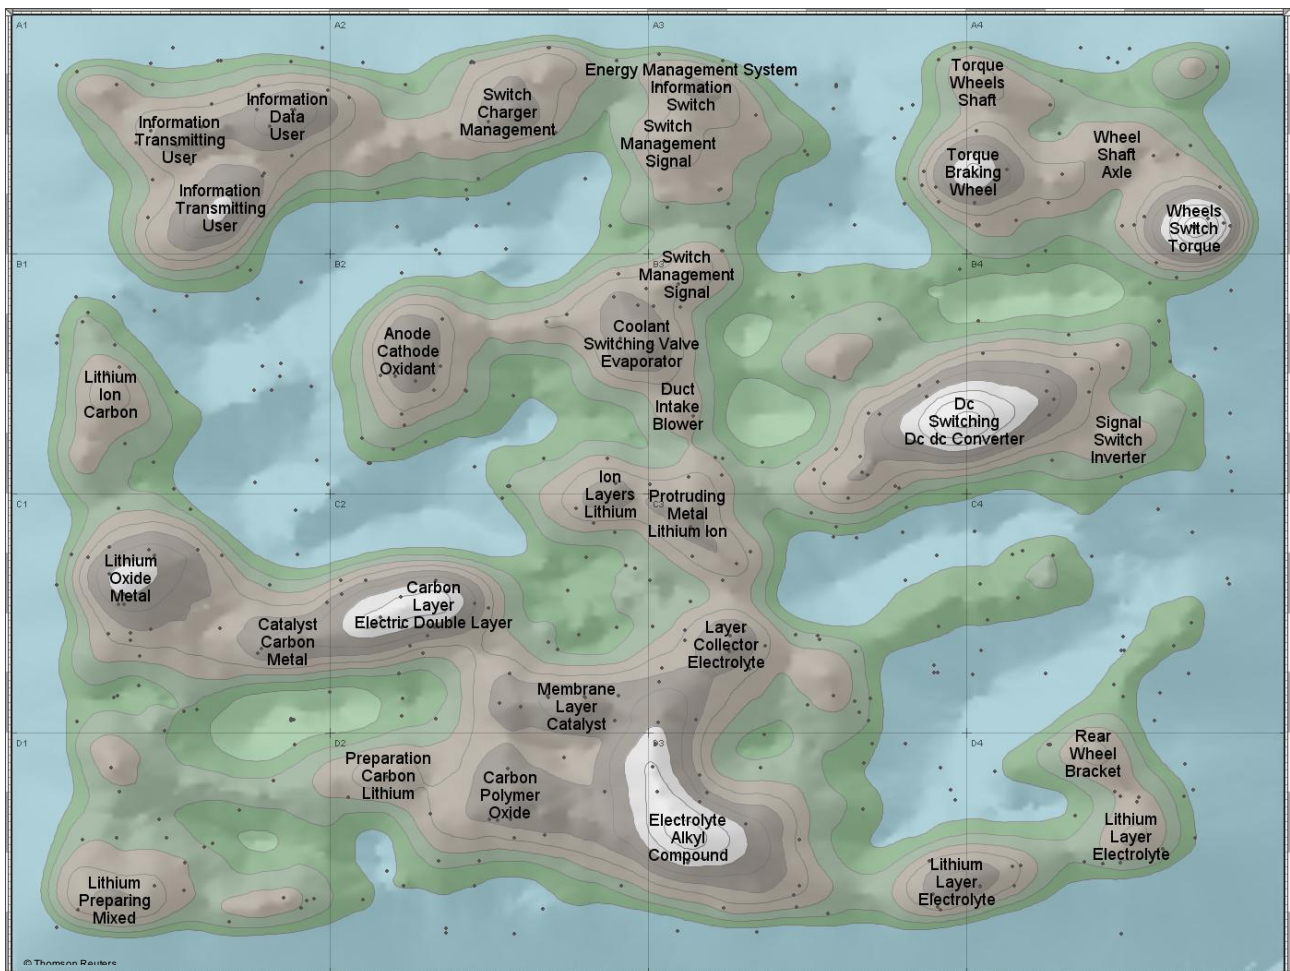 A1
A2
A3
A4
Energy Management System
Information
Switch
Torque
Wheels
Shaft
Information
Data
User
Switch
Charger
Management
Information
Transmitting
User
Switch
Management
Signal
Torque
Braking
Wheel
Wheel
Shaft
Axle
Information
Transmitting
User
Wheels
Switch
Torque
B1
B2
B3
B4
Switch
Management
Signal
Anode
Cathode
Oxidant
Coolant
Switching Valve
Evaporator
Lithium
Ion
Carbon
Duct
Intake
Blower
Dc
Switching
Dc dc Converter
Signal
Switch
Inverter
C1
C2
C3
C4
Ion
Layers
Lithium
Protruding
Metal
Lithium Ion
Lithium
Oxide
Metal
Carbon
Layer
Electric Double Layer
Catalyst
Carbon
Metal
Layer
Collector
Electrolyte
Membrane
Layer
Catalyst
D1
D2
D3
D4
Preparation
Carbon
Lithium
Carbon
Polymer
Oxide
Rear
Wheel
Bracket
Electrolyte
Alkyl
Compound
Lithium
Layer
Electrolyte
Lithium
Preparing
Mixed
Lithium
Layer
Electrolyte
© Thomson Reuters